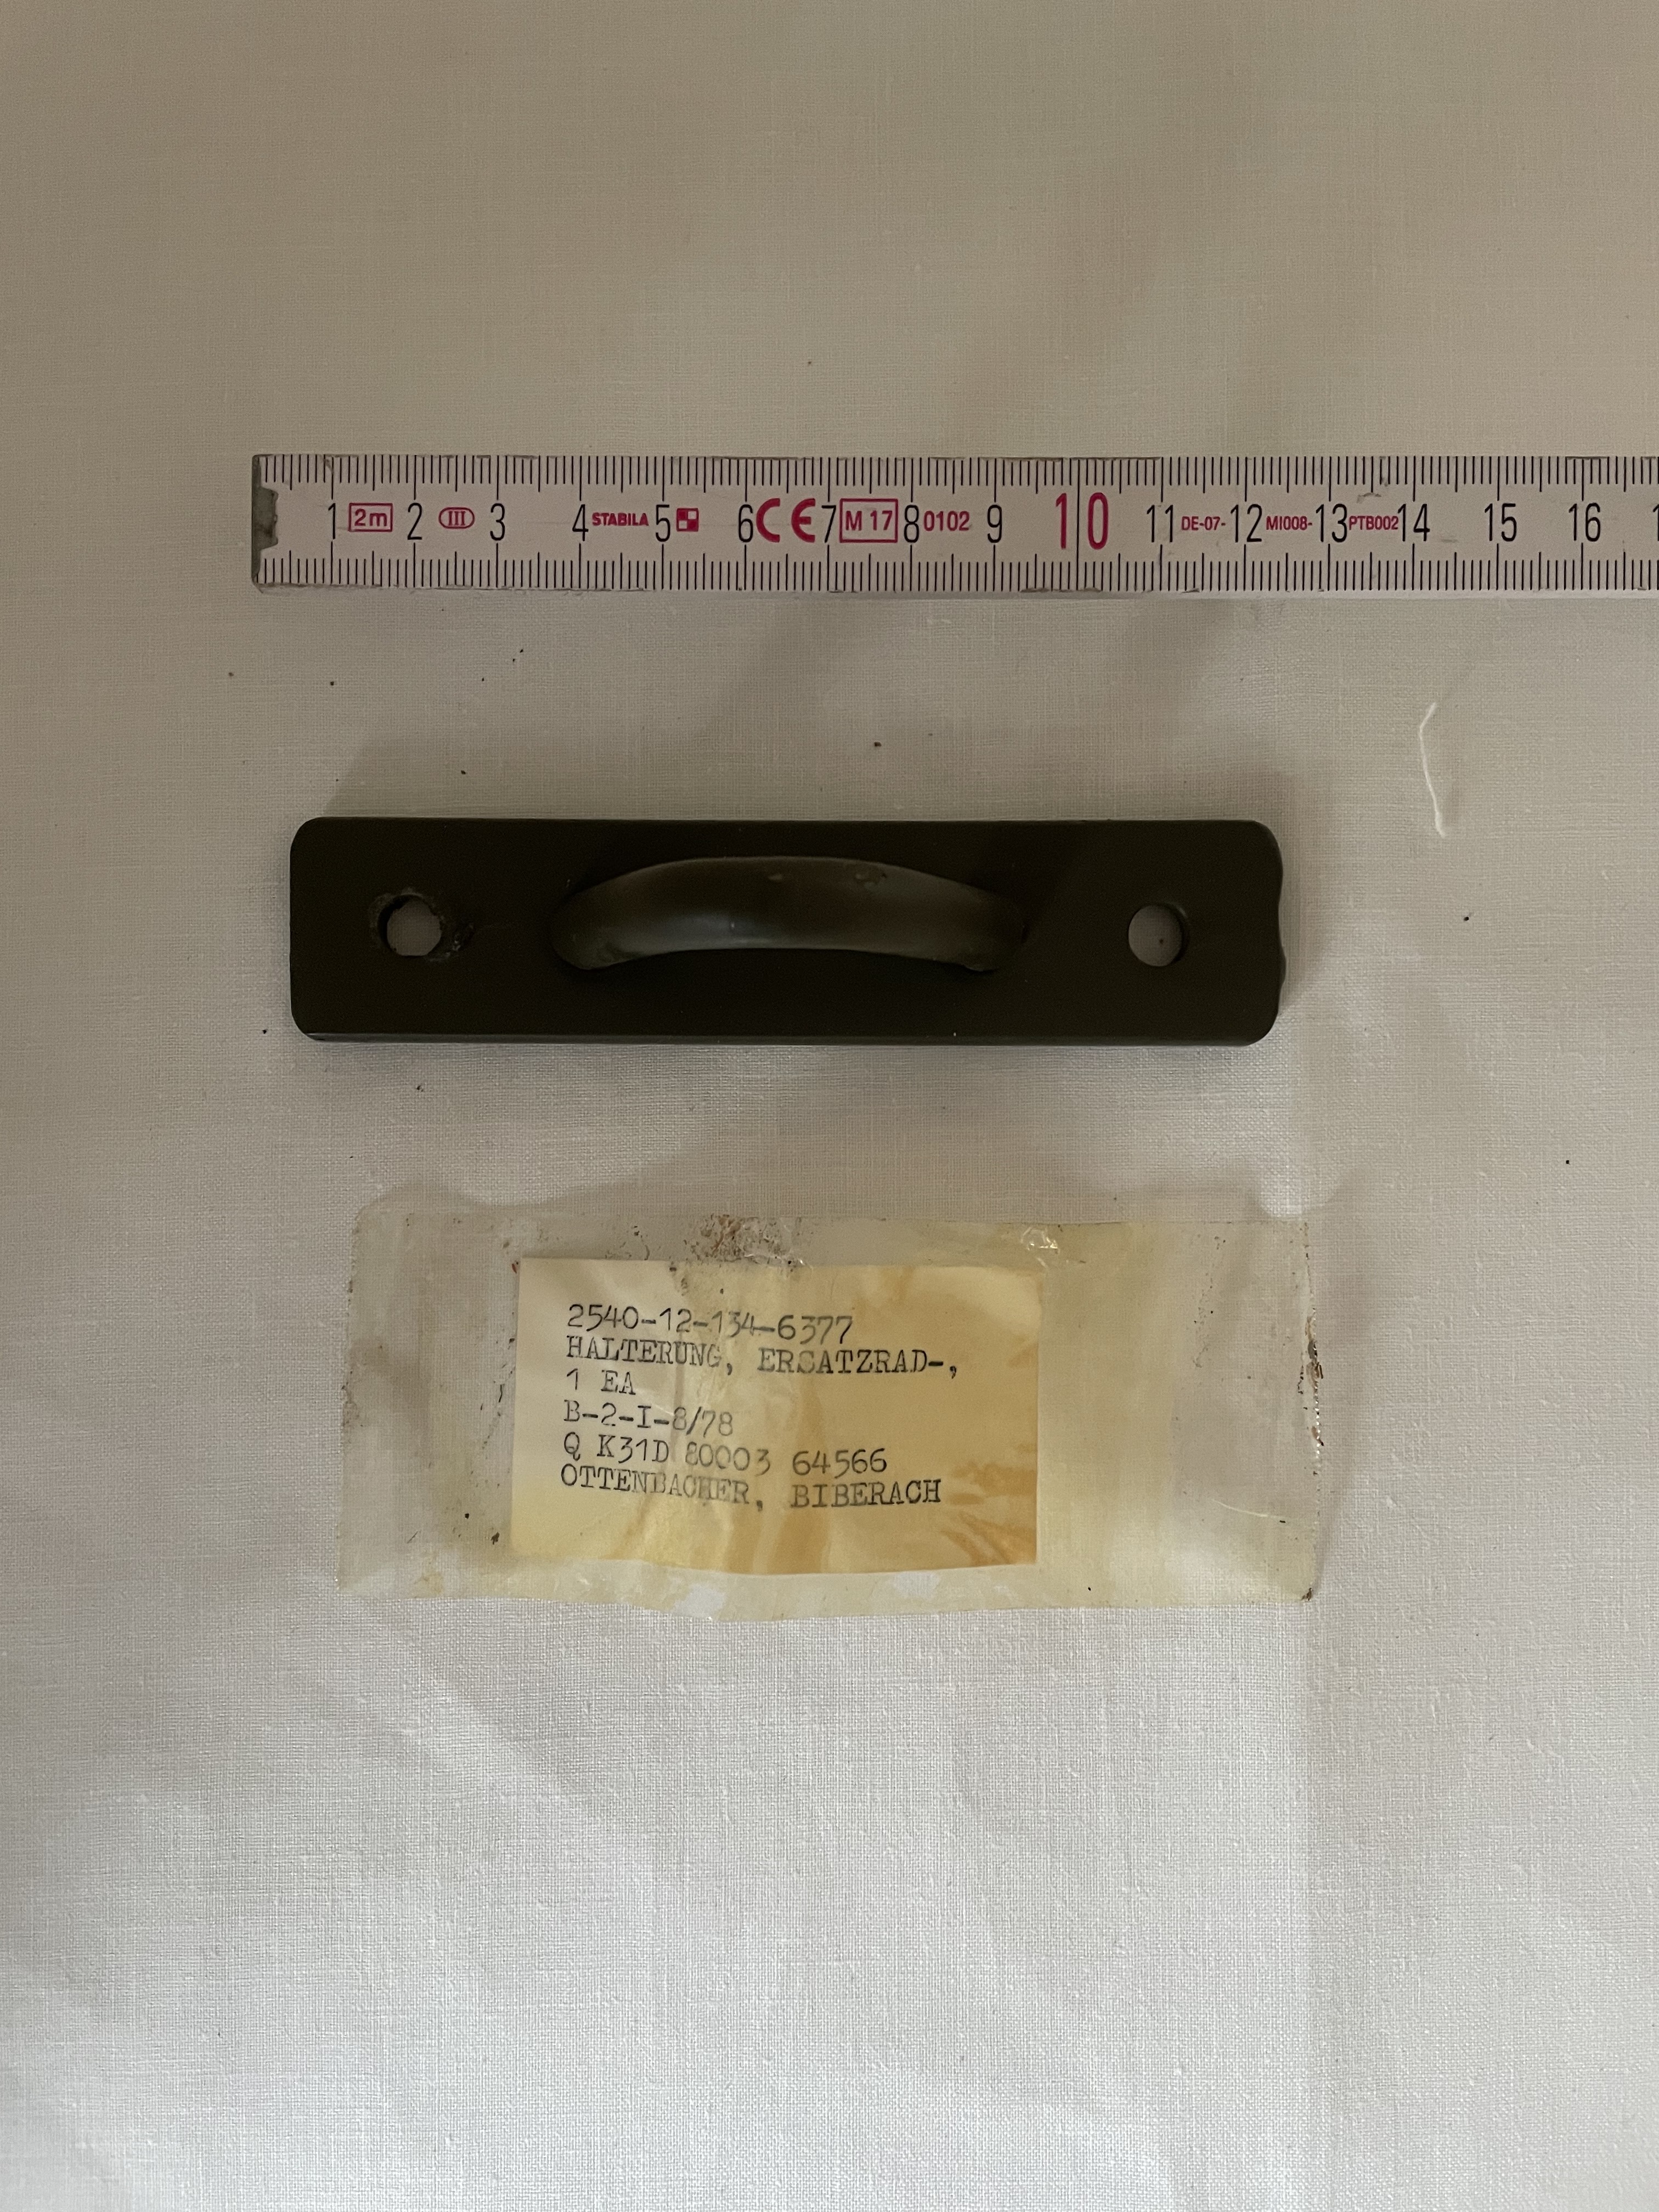 1 2m 2 III 3 4 STABILA 5 6 CE 7 M 17 8 0102 9 10 11 DE-07- 12 MI008- 13 PTB002 14 15 16
2540-12-134-6377
HALTERUNG, ERSATZRAD-,
1 EA
B-2-I-8/78
Q K31D 80003 64566
OTTENBACHER, BIBERACH